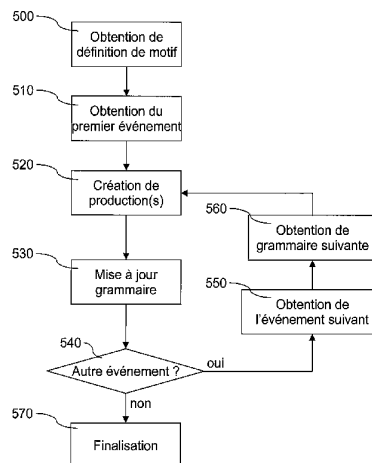 500
Obtention de
définition de motif
510
Obtention du
premier événement
520
Création de
production(s)
530
Mise à jour
grammaire
540
Autre événement ?
oui
non
550
Obtention de
l'événement suivant
560
Obtention de
grammaire suivante
570
Finalisation